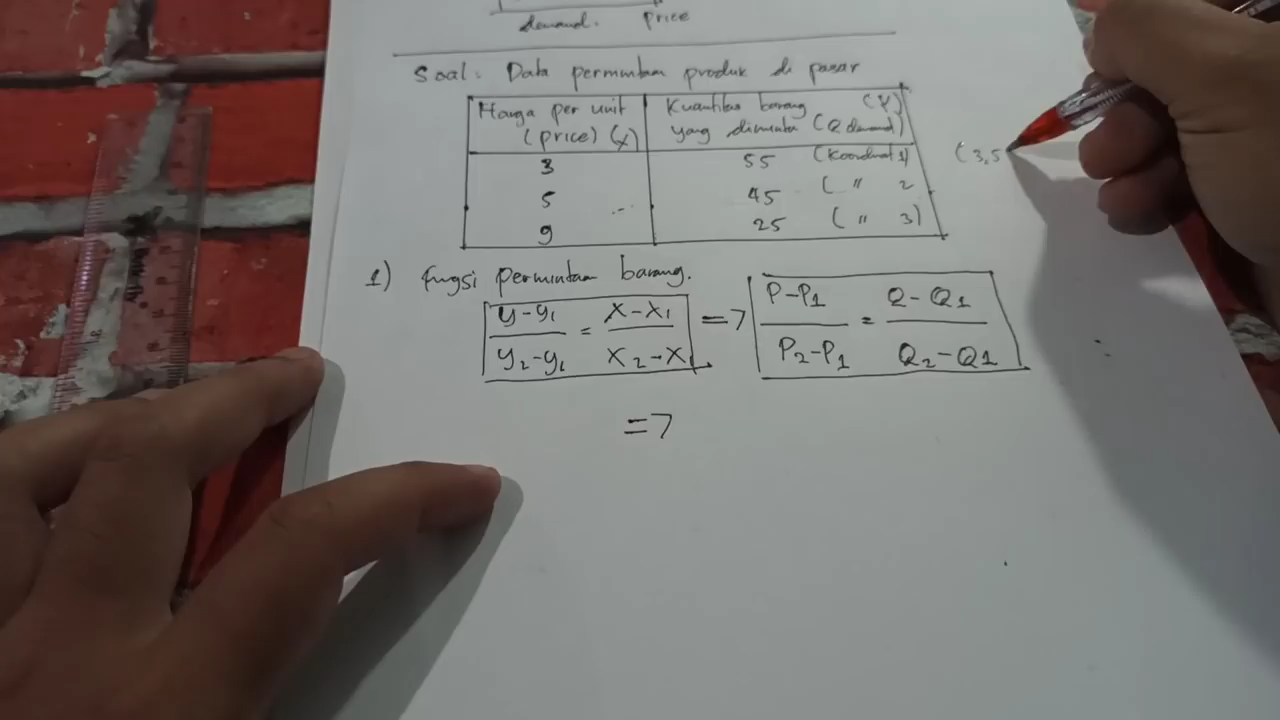 demand. price
Soal: Data permintaan produk di pasar
Harga per unit (price) (x)
Kuantitas barang (y) yang diminta (Q demand)
3 55 (koordinat 1)
5 45 ( " 2
9 25 ( " 3)
(3,5
1) fungsi permintaan barang.
y-y1 / y2-y1 = x-x1 / x2-x1 => P-P1 / P2-P1 = Q-Q1 / Q2-Q1
=>